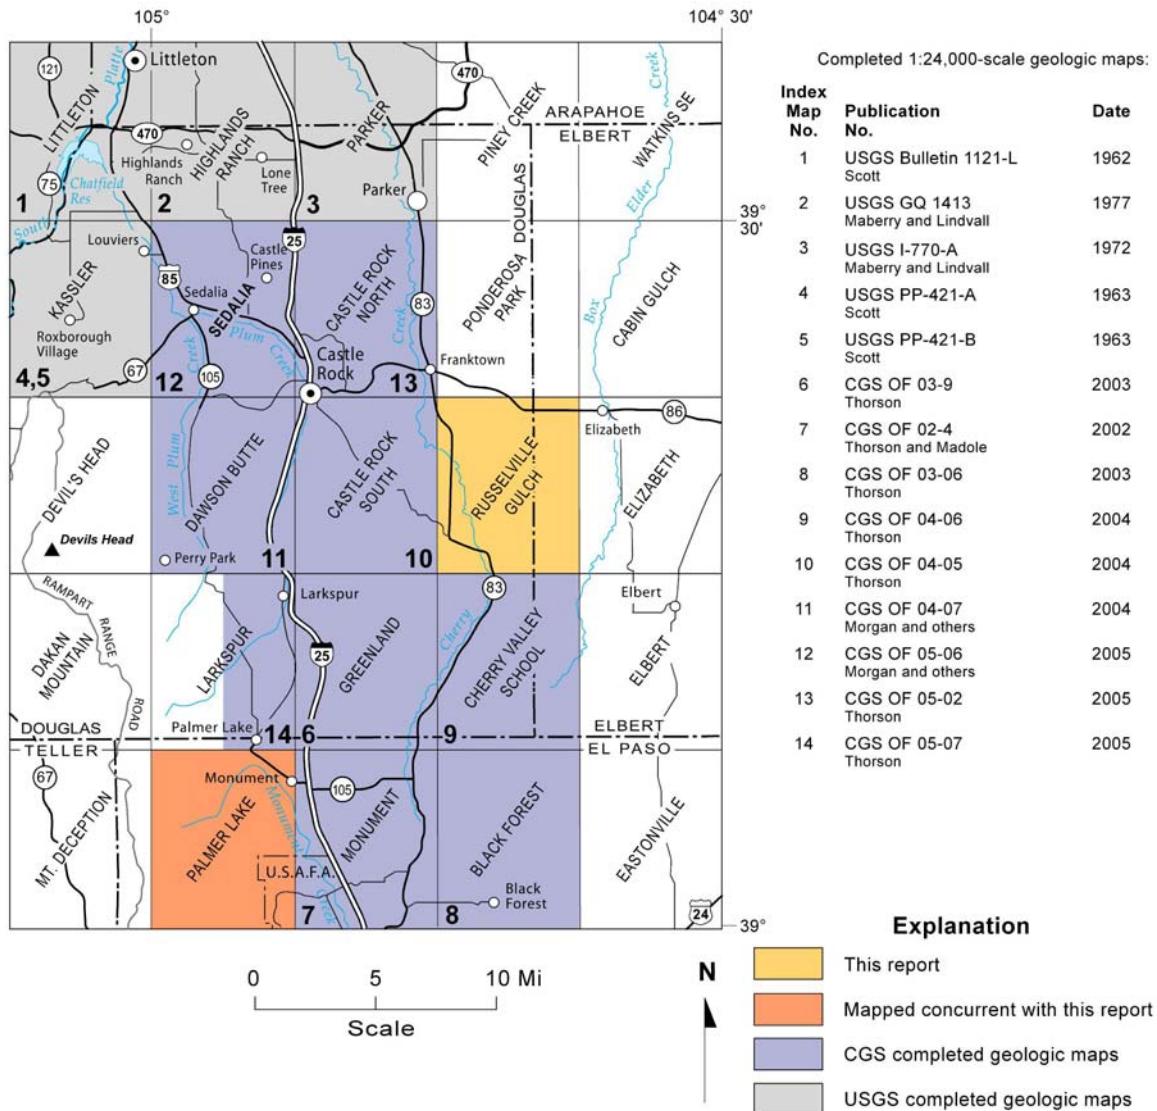 105°
104° 30'
121
Platte
Littleton
470
Creek
LITTLETON
470
HIGHLANDS
RANCH
PARKER
PINEY CREEK
ARAPAHOE
ELBERT
WATKINS SE
Highlands
Ranch
Lone
Tree
75
Chatfield
Res
Parker
DOUGLAS
Elder
1
2
3
South
39°
30'
Louviers
25
Castle
Pines
85
KASSLER
Sedalia
SEDALIA
CASTLE ROCK
NORTH
83
PONDEROSA
PARK
CABIN GULCH
Box
Roxborough
Village
Plum
Creek
Creek
Castle
Rock
Franktown
4,5
67
12
105
Creek
13
Elizabeth
86
DEVIL'S HEAD
West Plum
DAWSON BUTTE
CASTLE ROCK
SOUTH
RUSSELVILLE
GULCH
ELIZABETH
Devils Head
Perry Park
11
10
RAMPART
RANGE
ROAD
Larkspur
83
Elbert
DAKAN
MOUNTAIN
LARKSPUR
25
GREENLAND
Cherry
CHERRY VALLEY
SCHOOL
ELBERT
DOUGLAS
TELLER
Palmer Lake
14
6
9
ELBERT
EL PASO
67
Monument
105
MT. DECEPTION
PALMER LAKE
Monument
Creek
MONUMENT
BLACK FOREST
EASTONVILLE
U.S.A.F.A.
7
8
Black
Forest
24
39°
0 5 10 Mi
Scale
Completed 1:24,000-scale geologic maps:
Index
Map
No.
Publication
No.
Date
1 USGS Bulletin 1121-L 1962
Scott
2 USGS GQ 1413 1977
Maberry and Lindvall
3 USGS I-770-A 1972
Maberry and Lindvall
4 USGS PP-421-A 1963
Scott
5 USGS PP-421-B 1963
Scott
6 CGS OF 03-9 2003
Thorson
7 CGS OF 02-4 2002
Thorson and Madole
8 CGS OF 03-06 2003
Thorson
9 CGS OF 04-06 2004
Thorson
10 CGS OF 04-05 2004
Thorson
11 CGS OF 04-07 2004
Morgan and others
12 CGS OF 05-06 2005
Morgan and others
13 CGS OF 05-02 2005
Thorson
14 CGS OF 05-07 2005
Thorson
Explanation
N
This report
Mapped concurrent with this report
CGS completed geologic maps
USGS completed geologic maps